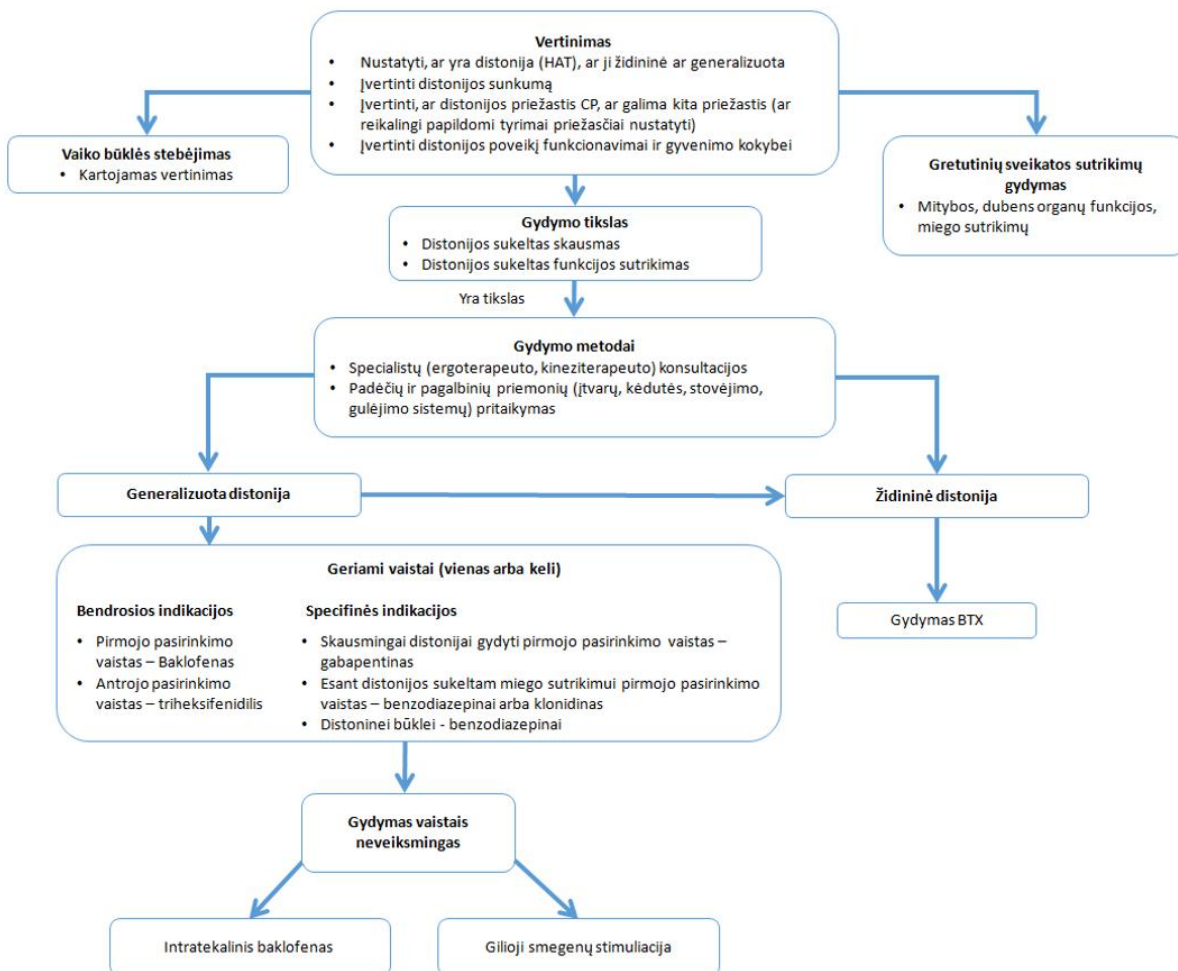 Vertinimas
• Nustatyti, ar yra distonija (HAT), ar ji židininė ar generalizuota
• Įvertinti distonijos sunkumą
• Įvertinti, ar distonijos priežastis CP, ar galima kita priežastis (ar
reikalingi papildomi tyrimai priežasčiai nustatyti)
• Įvertinti distonijos poveikį funkcionavimai ir gyvenimo kokybei
Vaiko būklės stebėjimas
• Kartojamas vertinimas
Gretutinių sveikatos sutrikimų
gydymas
• Mitybos, dubens organų funkcijos,
miego sutrikimų
Gydymo tikslas
• Distonijos sukeltas skausmas
• Distonijos sukeltas funkcijos sutrikimas
Yra tikslas
Gydymo metodai
• Specialistų (ergoterapeuto, kineziterapeuto) konsultacijos
• Padėčių ir pagalbinių priemonių (įtvarų, kėdutės, stovėjimo,
gulėjimo sistemų) pritaikymas
Generalizuota distonija
Židininė distonija
Geriami vaistai (vienas arba keli)
Bendrosios indikacijos
• Pirmojo pasirinkimo
vaistas – Baklofenas
• Antrojo pasirinkimo
vaistas – triheksifenidilis
Specifinės indikacijos
• Skausmingai distonijai gydyti pirmojo pasirinkimo vaistas –
gabapentinas
• Esant distonijos sukeltam miego sutrikimui pirmojo pasirinkimo
vaistas – benzodiazepinai arba klonidinas
• Distoninei būklei - benzodiazepinai
Gydymas BTX
Gydymas vaistais
neveiksmingas
Intratekalinis baklofenas
Gilioji smegenų stimuliacija